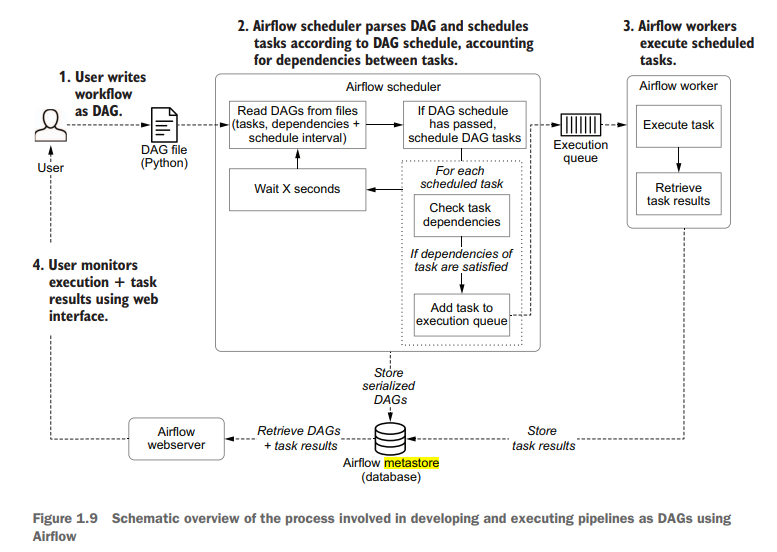 2. Airflow scheduler parses DAG and schedules
tasks according to DAG schedule, accounting
for dependencies between tasks.
3. Airflow workers
execute scheduled
tasks.
1. User writes
workflow
as DAG.
User
DAG file
(Python)
Airflow scheduler
Read DAGs from files
(tasks, dependencies +
schedule interval)
If DAG schedule
has passed,
schedule DAG tasks
Wait X seconds
For each
scheduled task
Check task
dependencies
If dependencies of
task are satisfied
Add task to
execution queue
Execution
queue
Airflow worker
Execute task
Retrieve
task results
4. User monitors
execution + task
results using web
interface.
Store
serialized
DAGs
Airflow
webserver
Retrieve DAGs
+ task results
Store
task results
Airflow metastore
(database)
Figure 1.9 Schematic overview of the process involved in developing and executing pipelines as DAGs using
Airflow